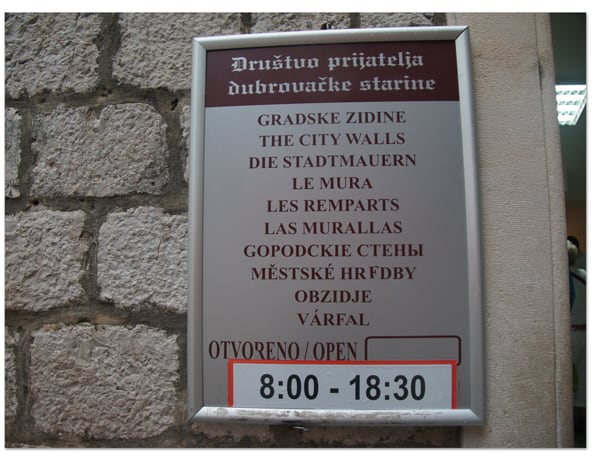 Društvo prijatelja
dubrovačke starine
GRADSKE ZIDINE
THE CITY WALLS
DIE STADTMAUERN
LE MURA
LES REMPARTS
LAS MURALLAS
GOPODCKIE СТЕНЫ
MĚSTSKÉ HRFDBY
OBZIDJE
VÁRFAL
OTVORENO / OPEN
8:00 - 18:30